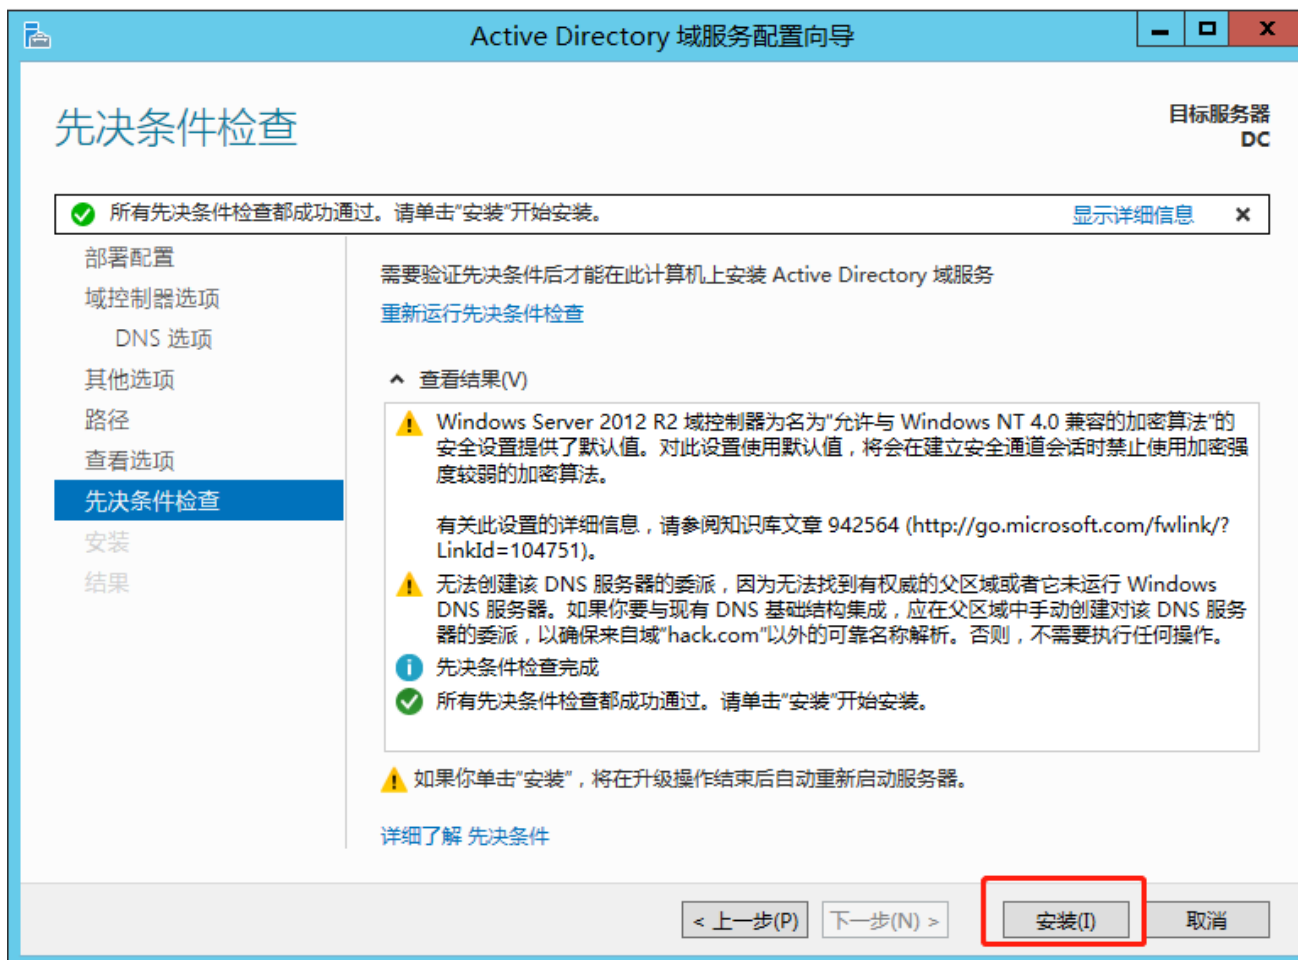 Active Directory 域服务配置向导
先决条件检查
目标服务器
DC
所有先决条件检查都成功通过。请单击"安装"开始安装。
显示详细信息
部署配置
域控制器选项
DNS 选项
其他选项
路径
查看选项
先决条件检查
安装
结果
需要验证先决条件后才能在此计算机上安装 Active Directory 域服务
重新运行先决条件检查
查看结果(V)
Windows Server 2012 R2 域控制器为名为"允许与 Windows NT 4.0 兼容的加密算法"的
安全设置提供了默认值。对此设置使用默认值，将会在建立安全通道会话时禁止使用加密强
度较弱的加密算法。
有关此设置的详细信息，请参阅知识库文章 942564 (http://go.microsoft.com/fwlink/?
LinkId=104751)。
无法创建该 DNS 服务器的委派，因为无法找到有权威的父区域或者它未运行 Windows
DNS 服务器。如果你要与现有 DNS 基础结构集成，应在父区域中手动创建对该 DNS 服务
器的委派，以确保来自域"hack.com"以外的可靠名称解析。否则，不需要执行任何操作。
先决条件检查完成
所有先决条件检查都成功通过。请单击"安装"开始安装。
如果你单击"安装"，将在升级操作结束后自动重新启动服务器。
详细了解 先决条件
< 上一步(P)
下一步(N) >
安装(I)
取消